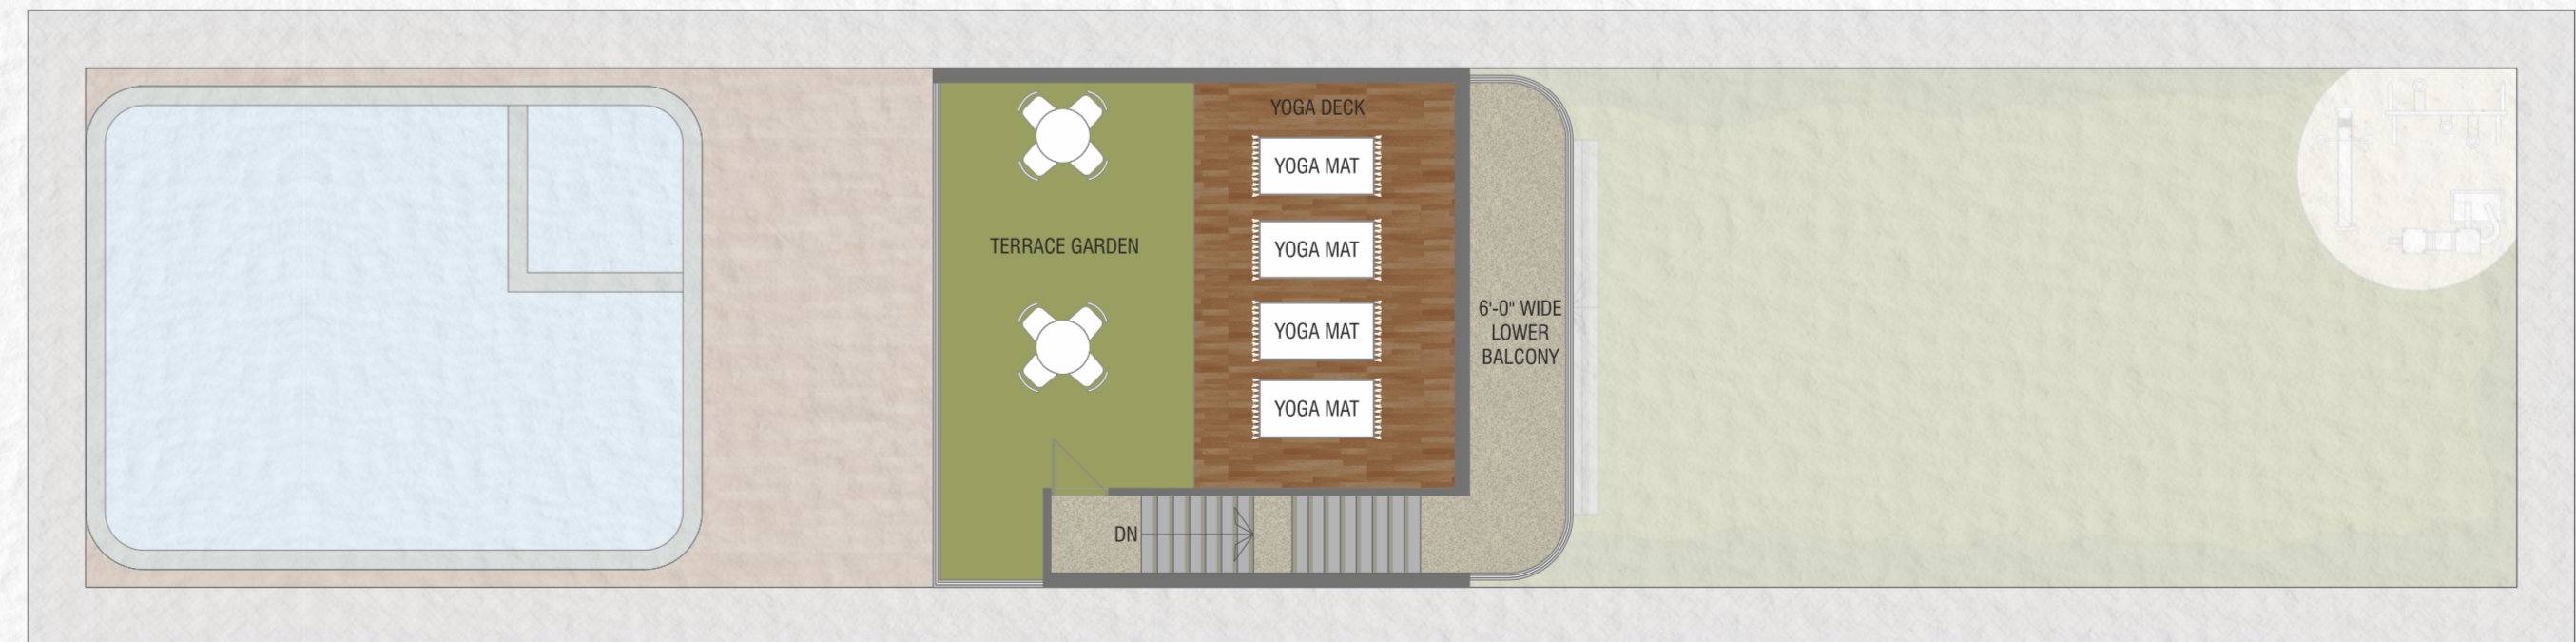 YOGA DECK
YOGA MAT
TERRACE GARDEN
YOGA MAT
YOGA MAT
YOGA MAT
6'-0" WIDE
LOWER
BALCONY
DN